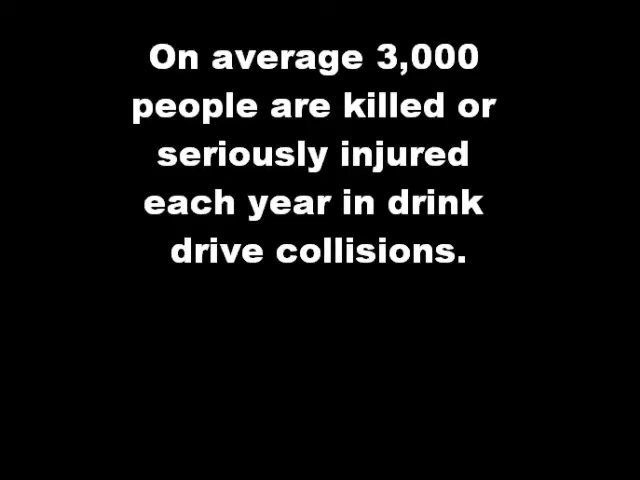 On average 3,000
people are killed or
seriously injured
each year in drink
drive collisions.